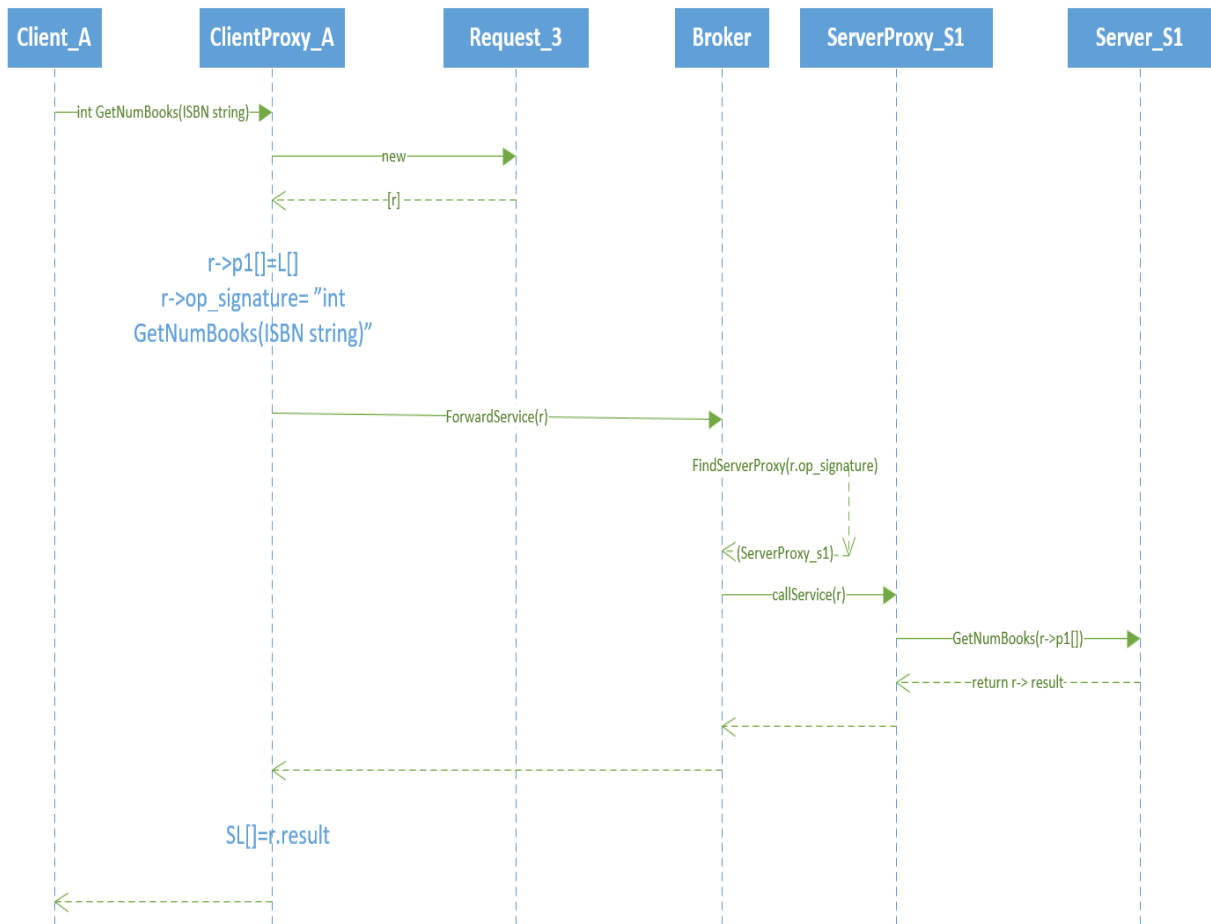 Client_A
ClientProxy_A
Request_3
Broker
ServerProxy_S1
Server_S1
int GetNumBooks(ISBN string)
new
[r]
r->p1[]=L[]
r->op_signature= ”int
GetNumBooks(ISBN string)”
ForwardService(r)
FindServerProxy(r.op_signature)
(ServerProxy_s1)
callService(r)
GetNumBooks(r->p1[])
return r-> result
SL[]=r.result